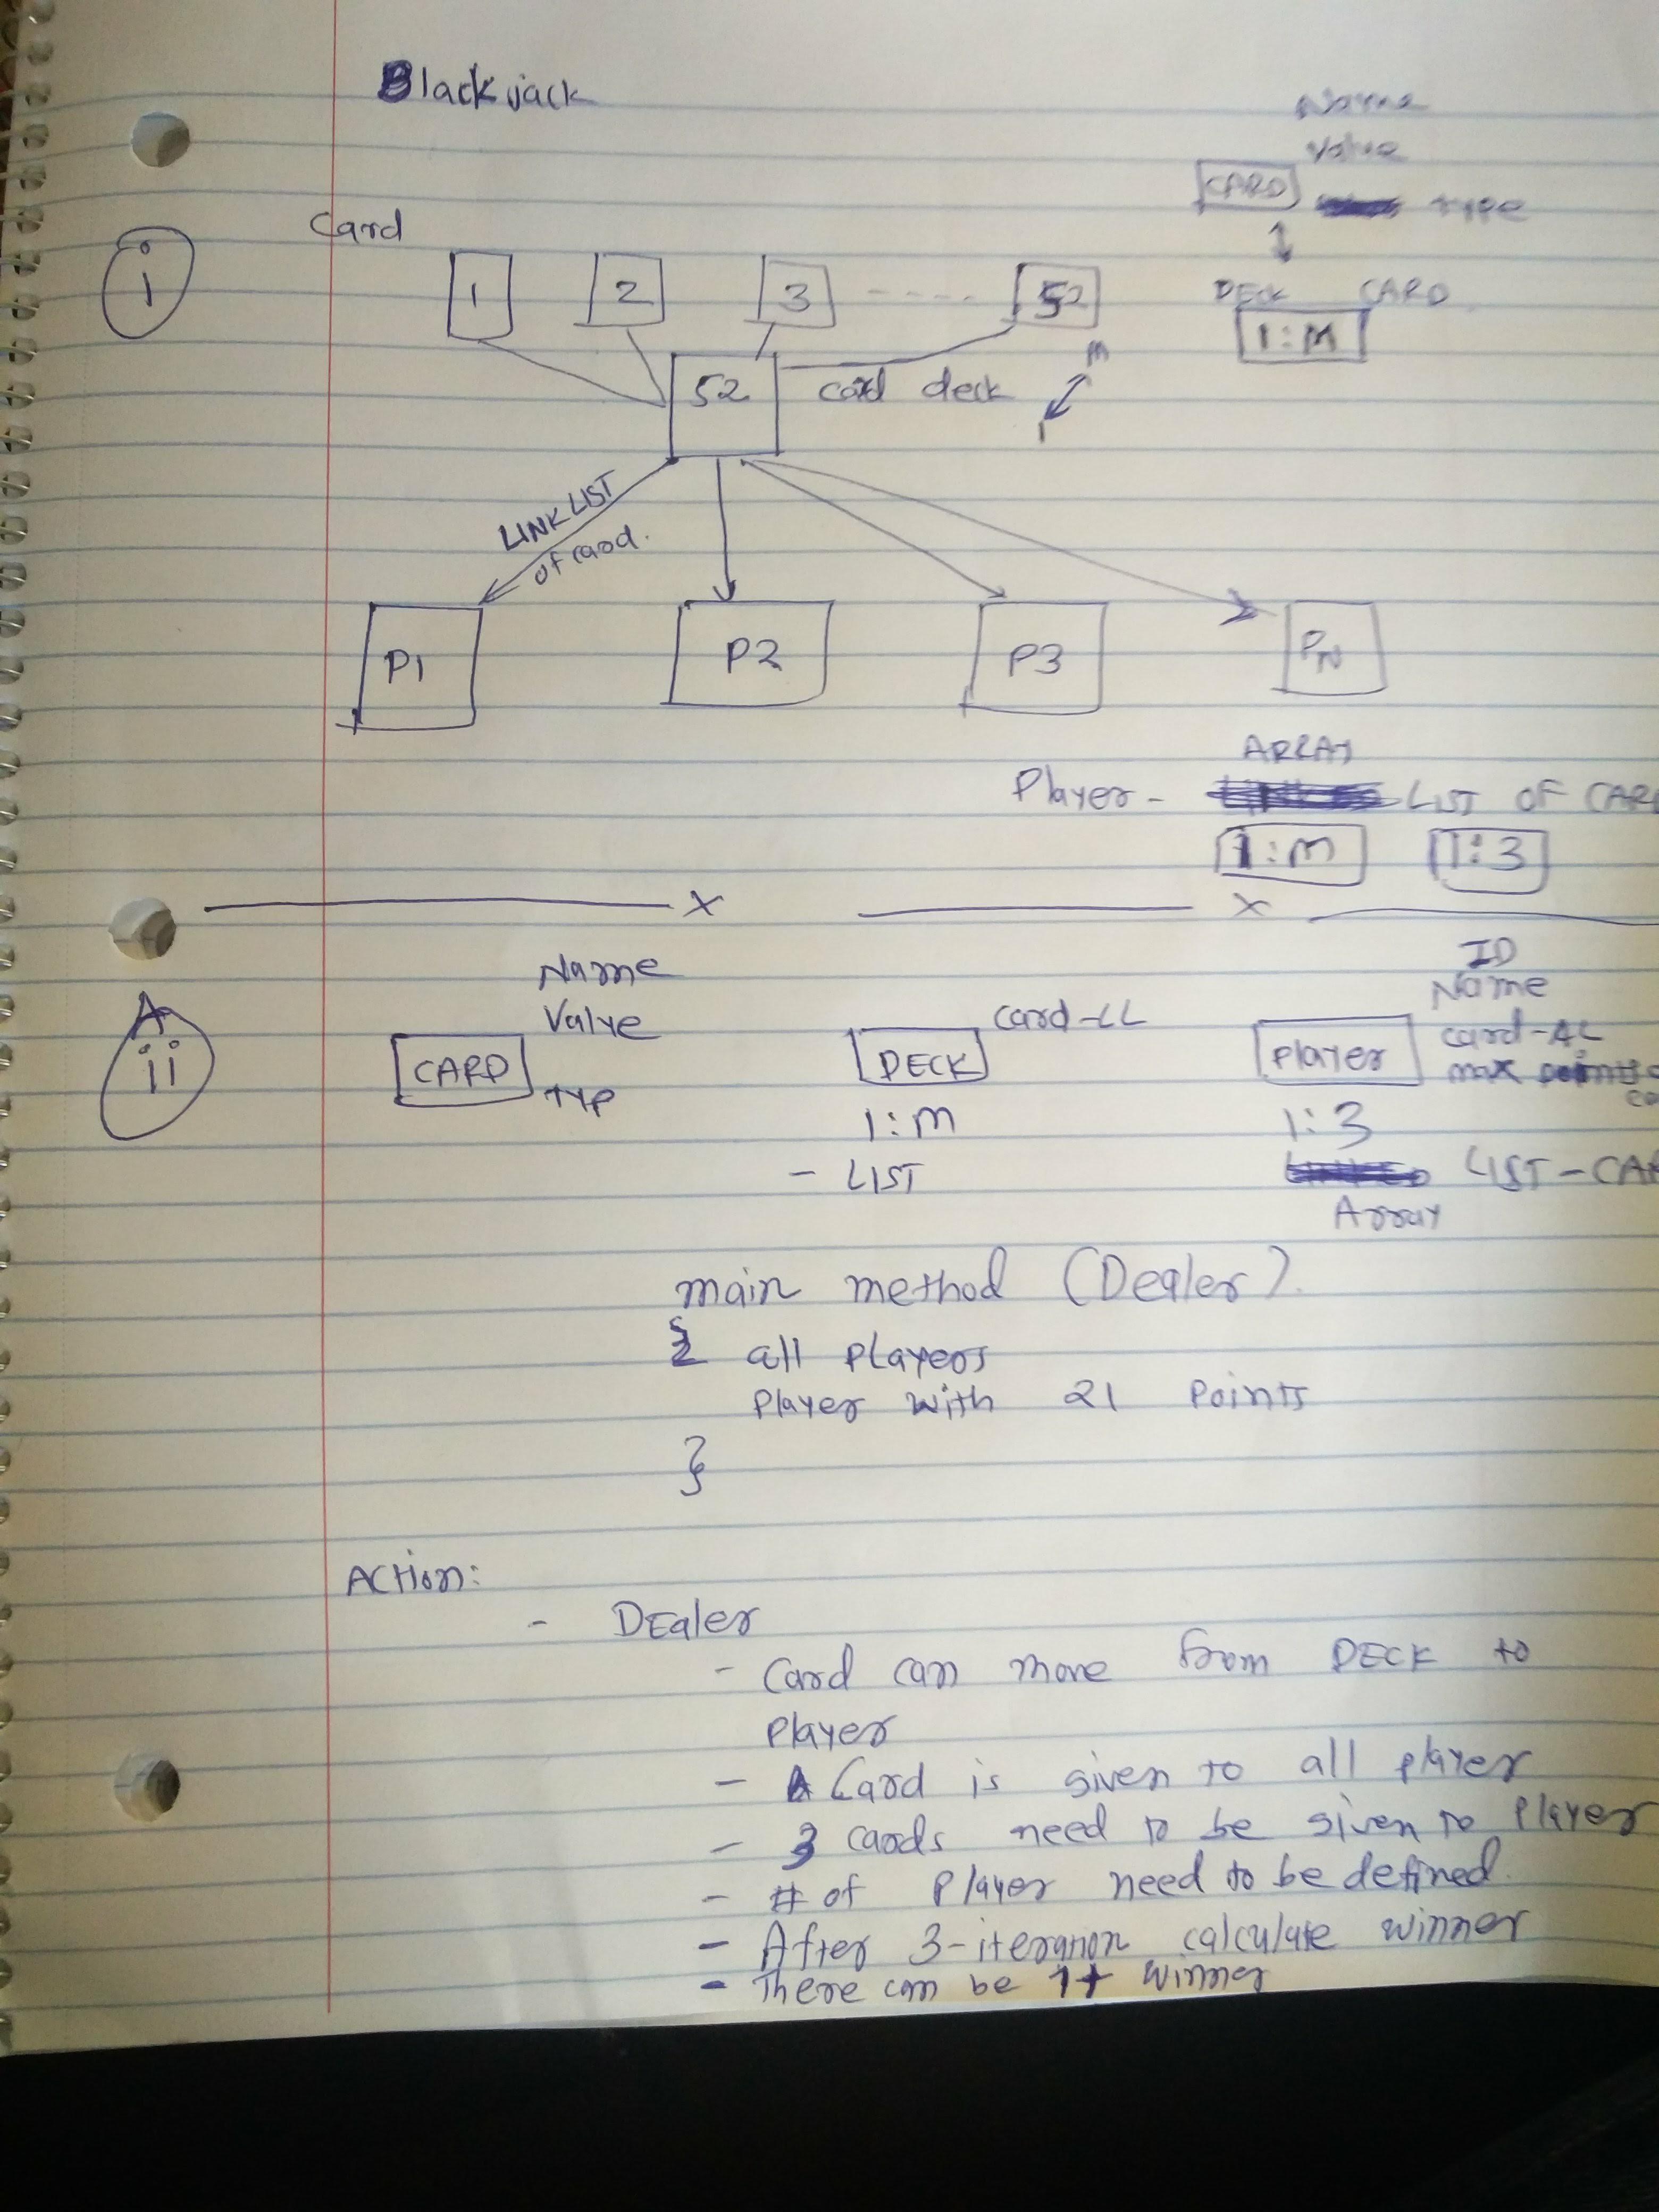 Blackjack
Name
Value
CARD type
Card
i
1 2 3 ---- 52
DECK CARD
1:M
52 card deck
M
1
LINK LIST
of card.
P1 P2 P3 PN
ARRAY
Player - LIST OF CARD
1:M 1:3
x x
ID
Name Name
A
ii
Value card-LL card-AL
CARD DECK Player max
TYP
1:M 1:3
- LIST LIST-CAR
Array
main method (Dealer).
{ all players
Player with 21 Points
}
ACtion:
- DEaler
- Card can move from DECK to
Player
- A Card is given to all player
- 3 cards need to be given to Player
- # of Player need to be defined.
- After 3-iteration calculate winner
- There can be 1+ winner